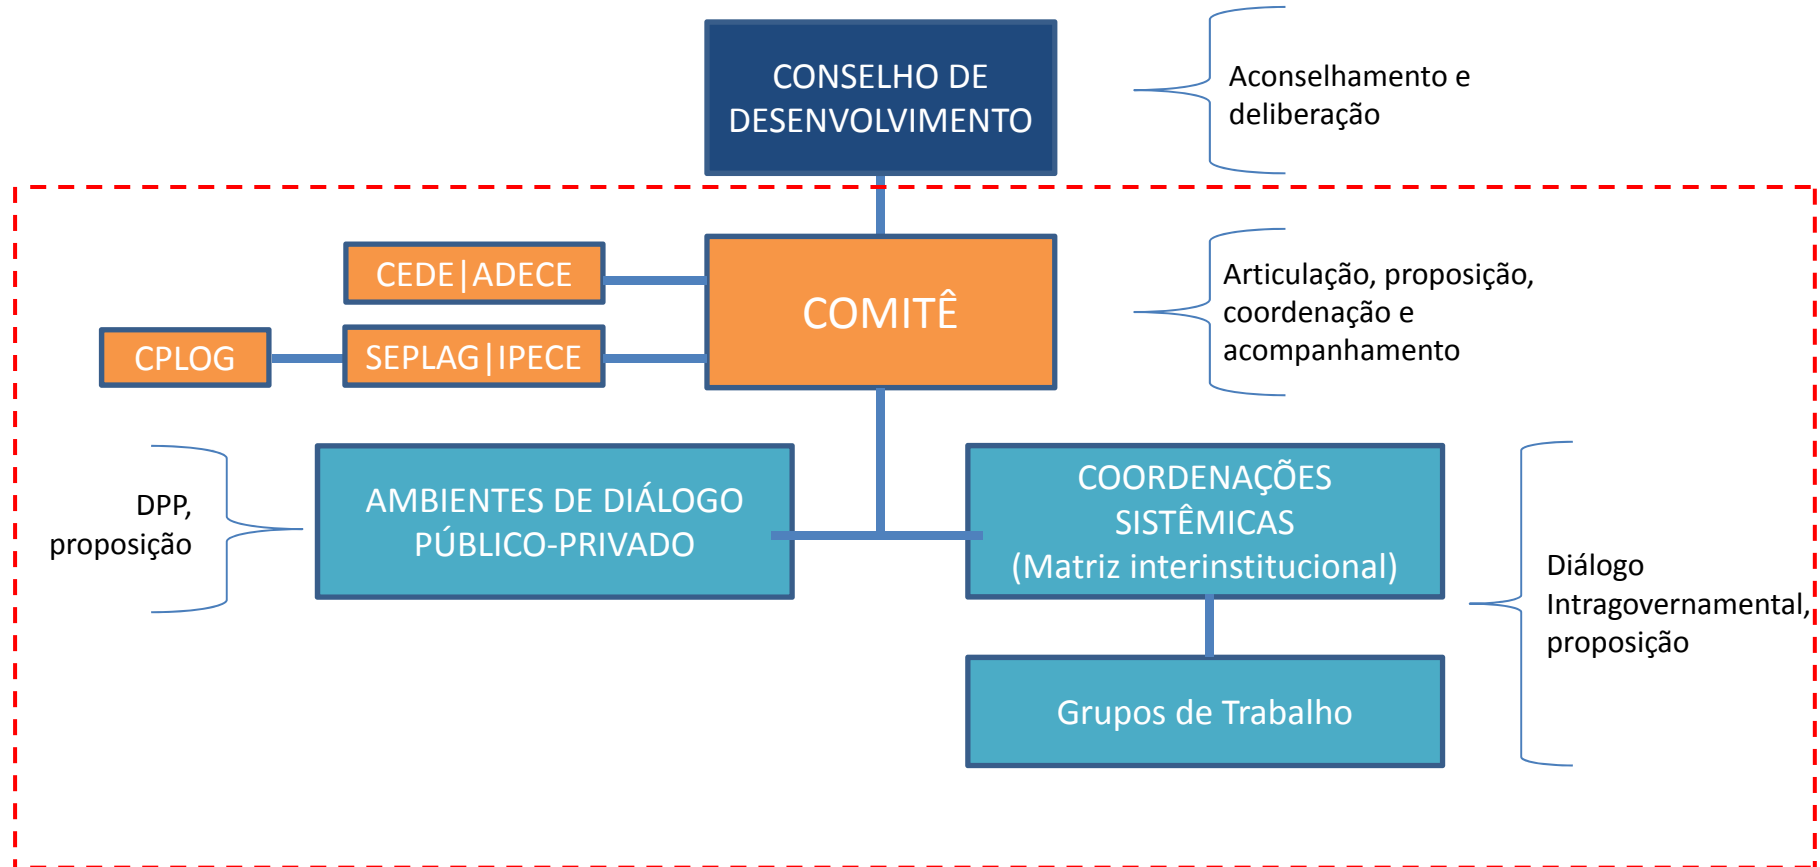 CONSELHO DE
DESENVOLVIMENTO
Aconselhamento e
deliberação
CEDE|ADECE
COMITÊ
Articulação, proposição,
coordenação e
acompanhamento
CPLOG
SEPLAG|IPECE
DPP,
proposição
AMBIENTES DE DIÁLOGO
PÚBLICO-PRIVADO
COORDENAÇÕES
SISTÊMICAS
(Matriz interinstitucional)
Diálogo
Intragovernamental,
proposição
Grupos de Trabalho